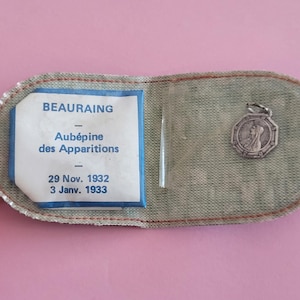 BEAURAING
—
Aubépine
des Apparitions
—
29 Nov. 1932
3 Janv. 1933